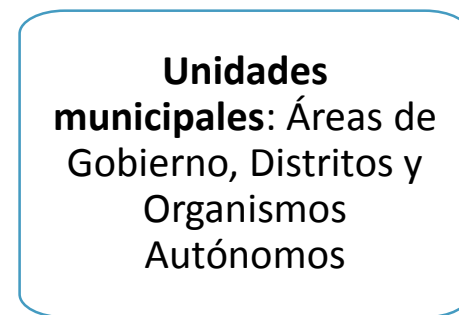 Unidades
municipales: Áreas de
Gobierno, Distritos y
Organismos
Autónomos